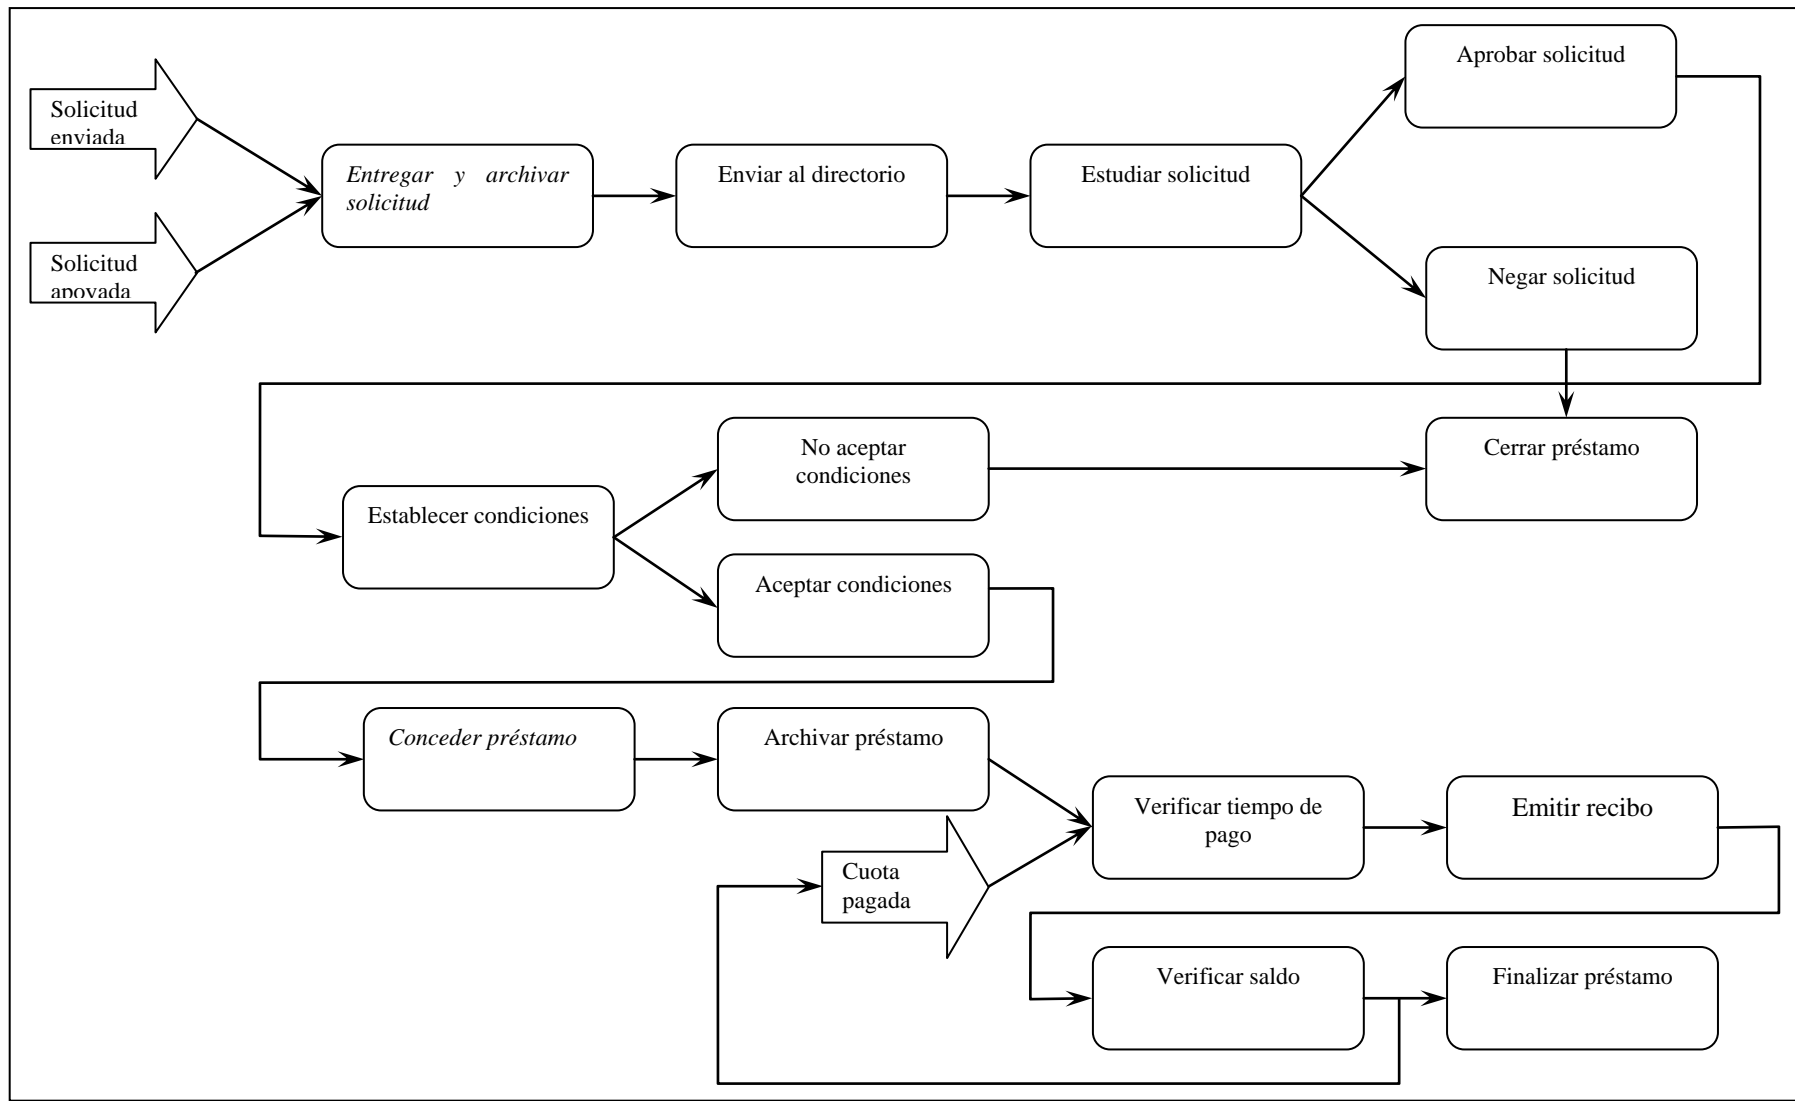 Solicitud
enviada
Solicitud
apoyada
Entregar y archivar
solicitud
Enviar al directorio
Estudiar solicitud
Aprobar solicitud
Negar solicitud
Cerrar préstamo
No aceptar
condiciones
Establecer condiciones
Aceptar condiciones
Conceder préstamo
Archivar préstamo
Cuota
pagada
Verificar tiempo de
pago
Emitir recibo
Verificar saldo
Finalizar préstamo